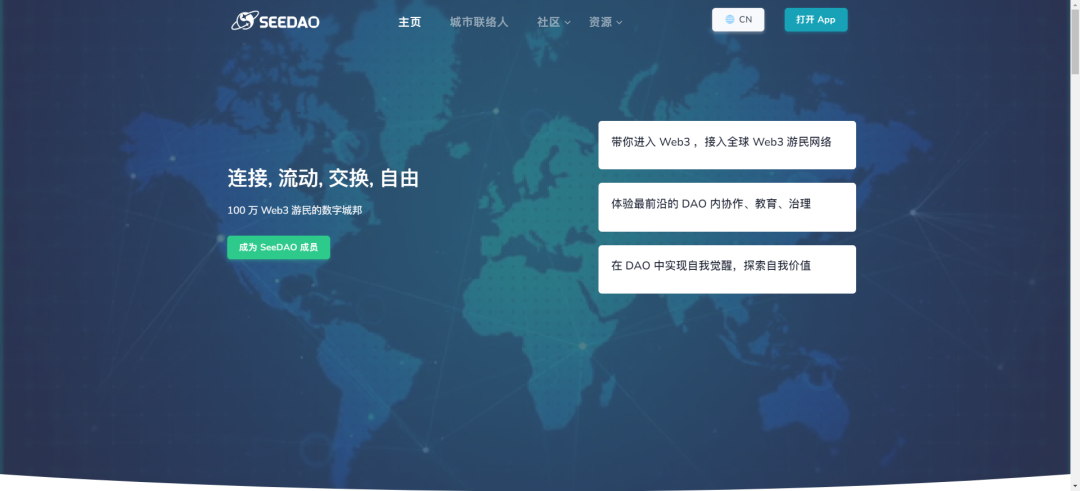 SEEDAO
主页
城市联络人
社区
资源
CN
打开 App
连接, 流动, 交换, 自由
100 万 Web3 游民的数字城邦
成为 SeeDAO 成员
带你进入 Web3 ，接入全球 Web3 游民网络
体验最前沿的 DAO 内协作、教育、治理
在 DAO 中实现自我觉醒，探索自我价值